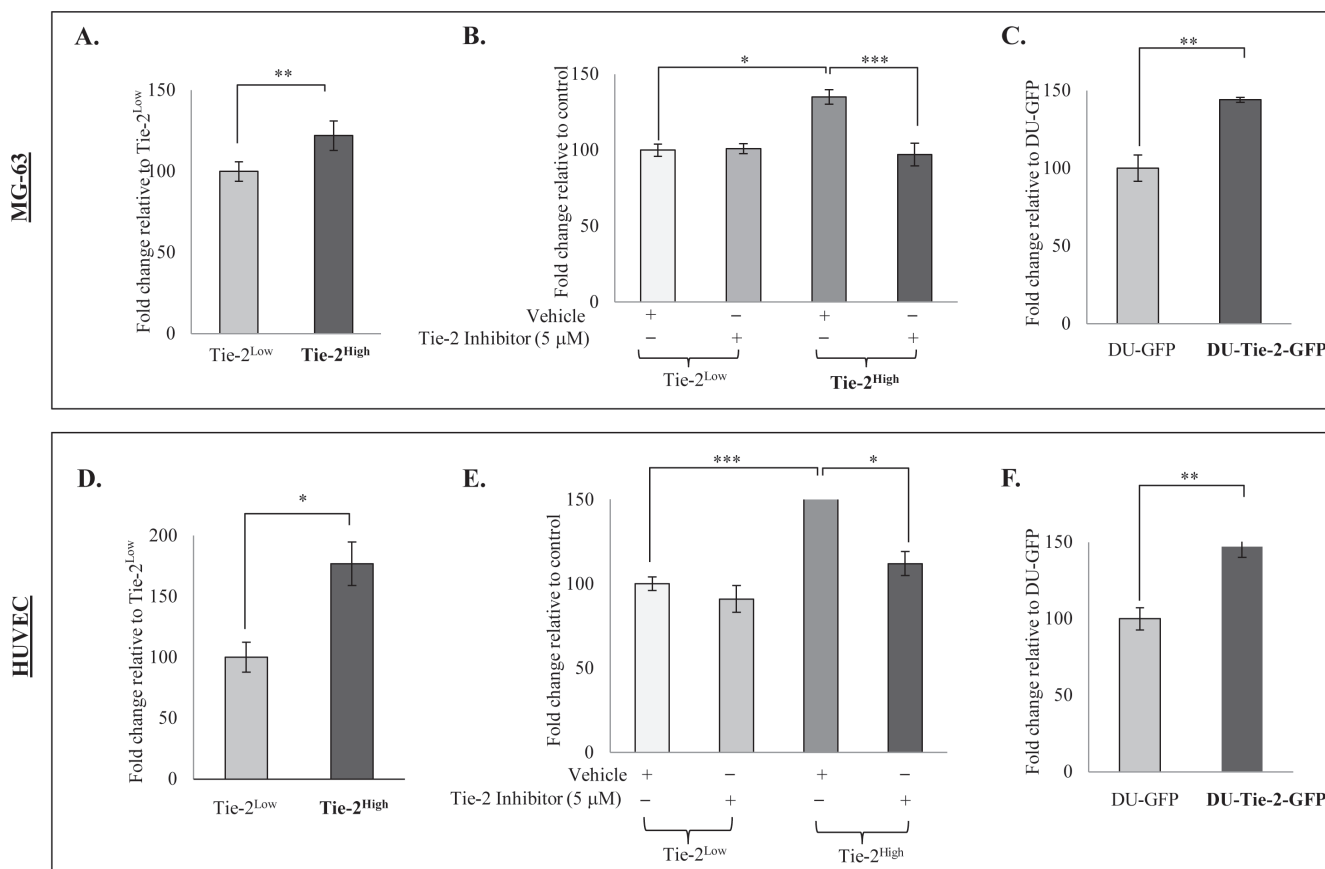 MG-63
A.
**
Fold change relative to Tie-2Low
150
100
50
0
Tie-2Low
Tie-2High
B.
*
***
Fold change relative to control
150
100
50
0
Vehicle + – + –
Tie-2 Inhibitor (5 μM) – + – +
Tie-2Low
Tie-2High
C.
**
Fold change relative to DU-GFP
150
100
50
0
DU-GFP
DU-Tie-2-GFP
HUVEC
D.
*
Fold change relative to Tie-2Low
200
150
100
50
0
Tie-2Low
Tie-2High
E.
***
*
Fold change relative to control
150
100
50
0
Vehicle + – + –
Tie-2 Inhibitor (5 μM) – + – +
Tie-2Low
Tie-2High
F.
**
Fold change relative to DU-GFP
150
100
50
0
DU-GFP
DU-Tie-2-GFP